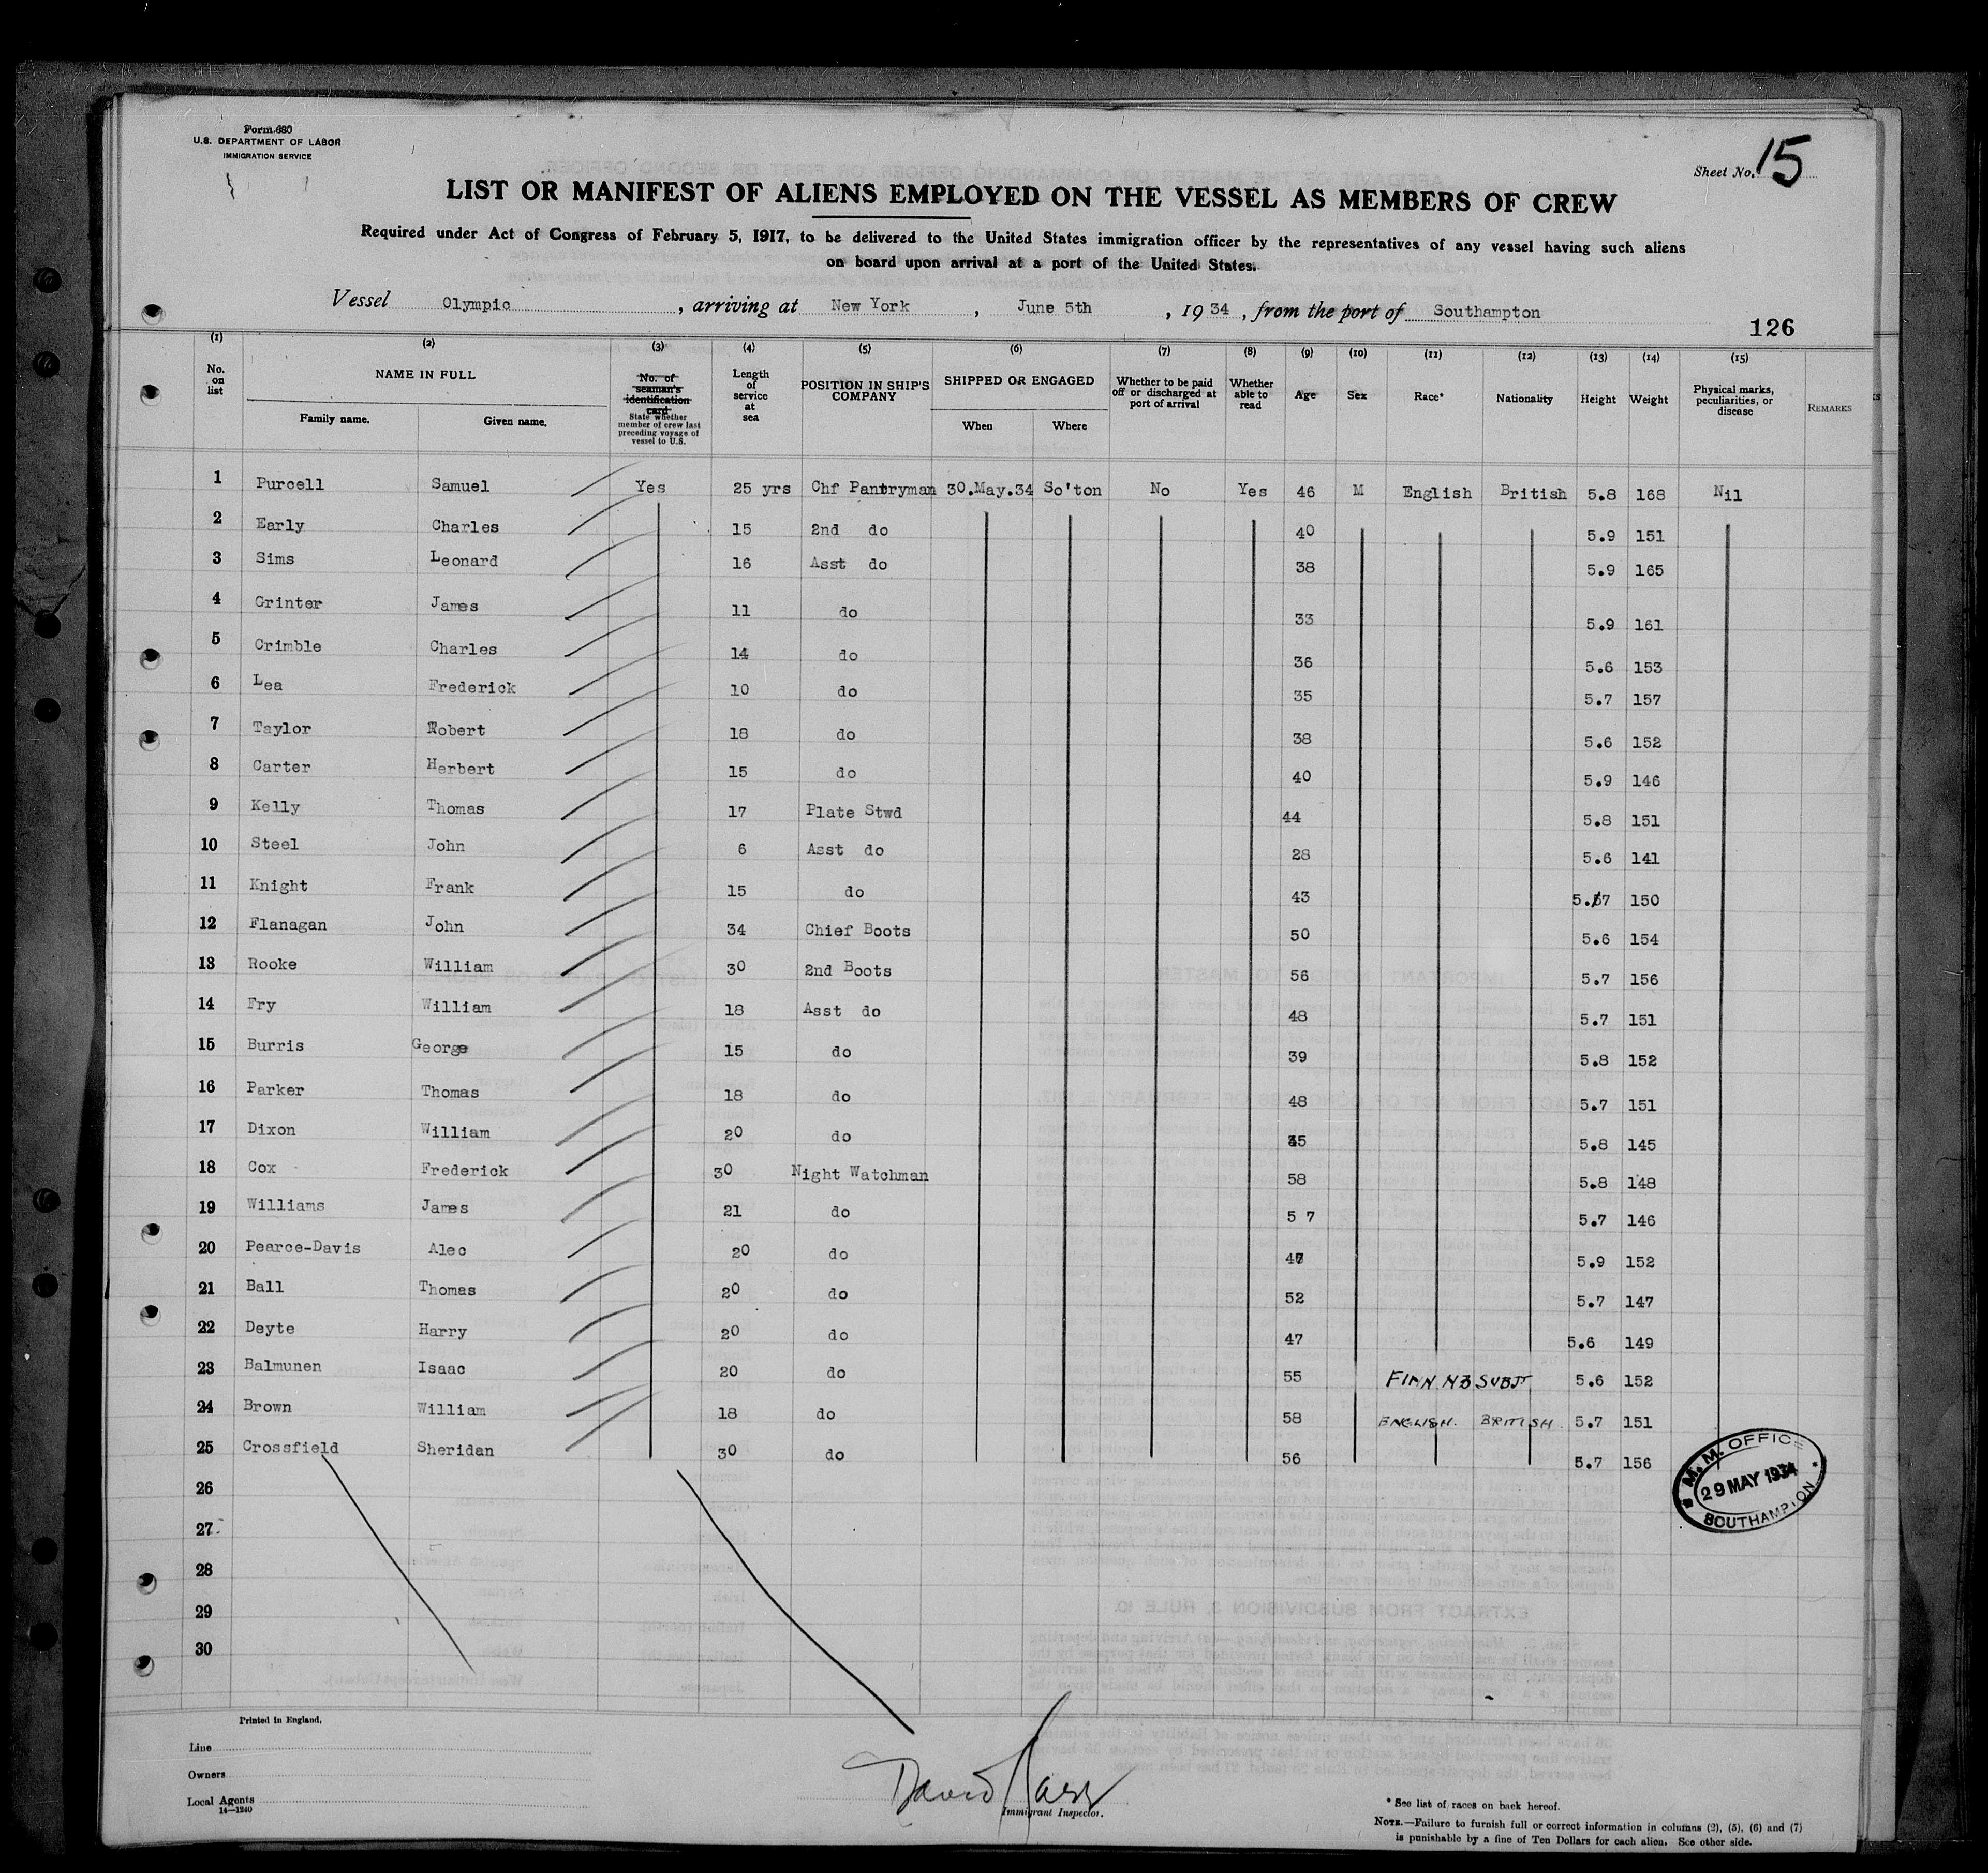 Form 680
U.S. DEPARTMENT OF LABOR
IMMIGRATION SERVICE
Sheet No. 15
LIST OR MANIFEST OF ALIENS EMPLOYED ON THE VESSEL AS MEMBERS OF CREW
Required under Act of Congress of February 5, 1917, to be delivered to the United States immigration officer by the representatives of any vessel having such aliens
on board upon arrival at a port of the United States.
Vessel Olympic, arriving at New York, June 5th, 1934, from the port of Southampton
126
(1) (2) (3) (4) (5) (6) (7) (8) (9) (10) (11) (12) (13) (14) (15)
No. on list NAME IN FULL Family name. Given name. No. of seaman's identification card State whether member of crew last preceding voyage of vessel to U.S. Length of service at sea POSITION IN SHIP'S COMPANY SHIPPED OR ENGAGED When Where Whether to be paid off or discharged at port of arrival Whether able to read Age Sex Race* Nationality Height Weight Physical marks, peculiarities, or disease REMARKS
1 Purcell Samuel Yes 25 yrs Chf Pantryman 30.May.34 So'ton No Yes 46 M English British 5.8 168 Nil
2 Early Charles 15 2nd do 40 5.9 151
3 Sims Leonard 16 Asst do 38 5.9 165
4 Grinter James 11 do 33 5.9 161
5 Crimble Charles 14 do 36 5.6 153
6 Lea Frederick 10 do 35 5.7 157
7 Taylor Robert 18 do 38 5.6 152
8 Carter Herbert 15 do 40 5.9 146
9 Kelly Thomas 17 Plate Stwd 44 5.8 151
10 Steel John 6 Asst do 28 5.6 141
11 Knight Frank 15 do 43 5.7 150
12 Flanagan John 34 Chief Boots 50 5.6 154
13 Rooke William 30 2nd Boots 56 5.7 156
14 Fry William 18 Asst do 48 5.7 151
15 Burris George 15 do 39 5.8 152
16 Parker Thomas 18 do 48 5.7 151
17 Dixon William 20 do 5.8 145
18 Cox Frederick 30 Night Watchman 58 5.8 148
19 Williams James 21 do 5 7 5.7 146
20 Pearce-Davis Alec 20 do 5.9 152
21 Ball Thomas 20 do 52 5.7 147
22 Deyte Harry 20 do 47 5.6 149
23 Balmunen Isaac 20 do 55 FINN NZ SUBJT 5.6 152
24 Brown William 18 do 58 ENGLISH. BRITISH. 5.7 151
25 Crossfield Sheridan 30 do 56 5.7 156
26
27
28
29
30
M.M. OFFICE
29 MAY 1934
SOUTHAMPTON
Printed in England.
Line
Owners
Local Agents
14—1240
David
Immigrant Inspector.
* See list of races on back hereof.
NOTE.—Failure to furnish full or correct information in columns (2), (5), (6) and (7)
is punishable by a fine of Ten Dollars for each alien. See other side.